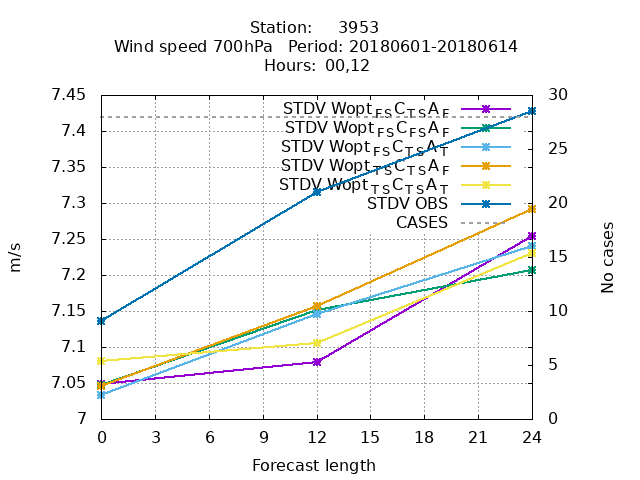 Station: 3953
Wind speed 700hPa Period: 20180601-20180614
Hours: 00,12
7.45
7.4
7.35
7.3
7.25
7.2
7.15
7.1
7.05
7
m/s
30
25
20
15
10
5
0
No cases
STDV Wopt_FS C_TS A_F
STDV Wopt_FS C_FS A_F
STDV Wopt_FS C_TS A_T
STDV Wopt_TS C_TS A_F
STDV Wopt_TS C_TS A_T
STDV OBS
CASES
0 3 6 9 12 15 18 21 24
Forecast length